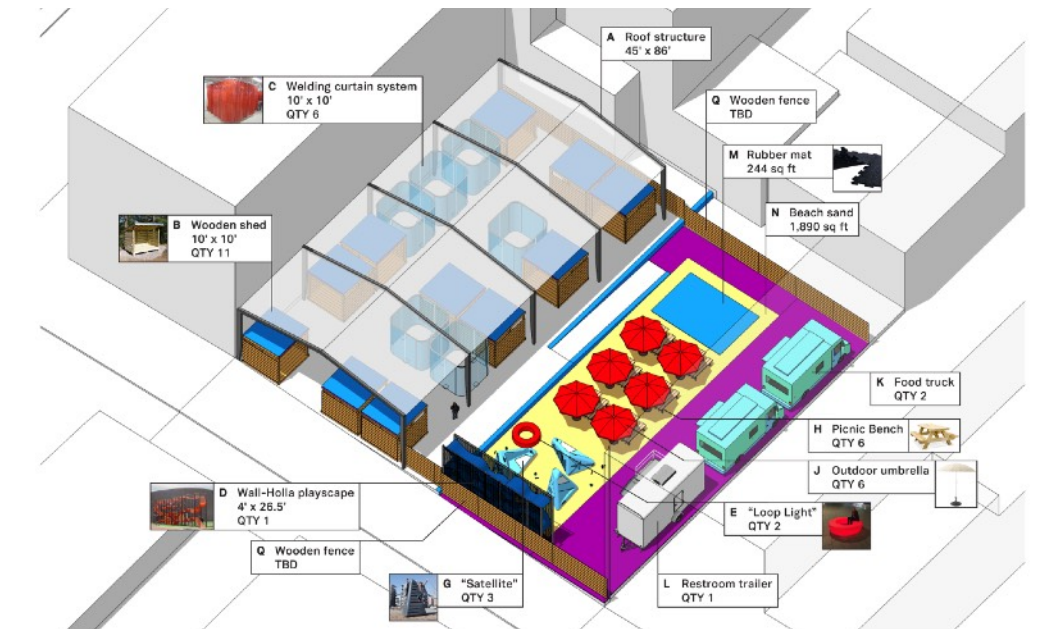 A Roof structure
45' x 86'
C Welding curtain system
10' x 10'
QTY 6
Q Wooden fence
TBD
M Rubber mat
244 sq ft
N Beach sand
1,890 sq ft
B Wooden shed
10' x 10'
QTY 11
K Food truck
QTY 2
H Picnic Bench
QTY 6
J Outdoor umbrella
QTY 6
D Wall-Holla playscape
4' x 26.5'
QTY 1
E "Loop Light"
QTY 2
Q Wooden fence
TBD
G "Satellite"
QTY 3
L Restroom trailer
QTY 1